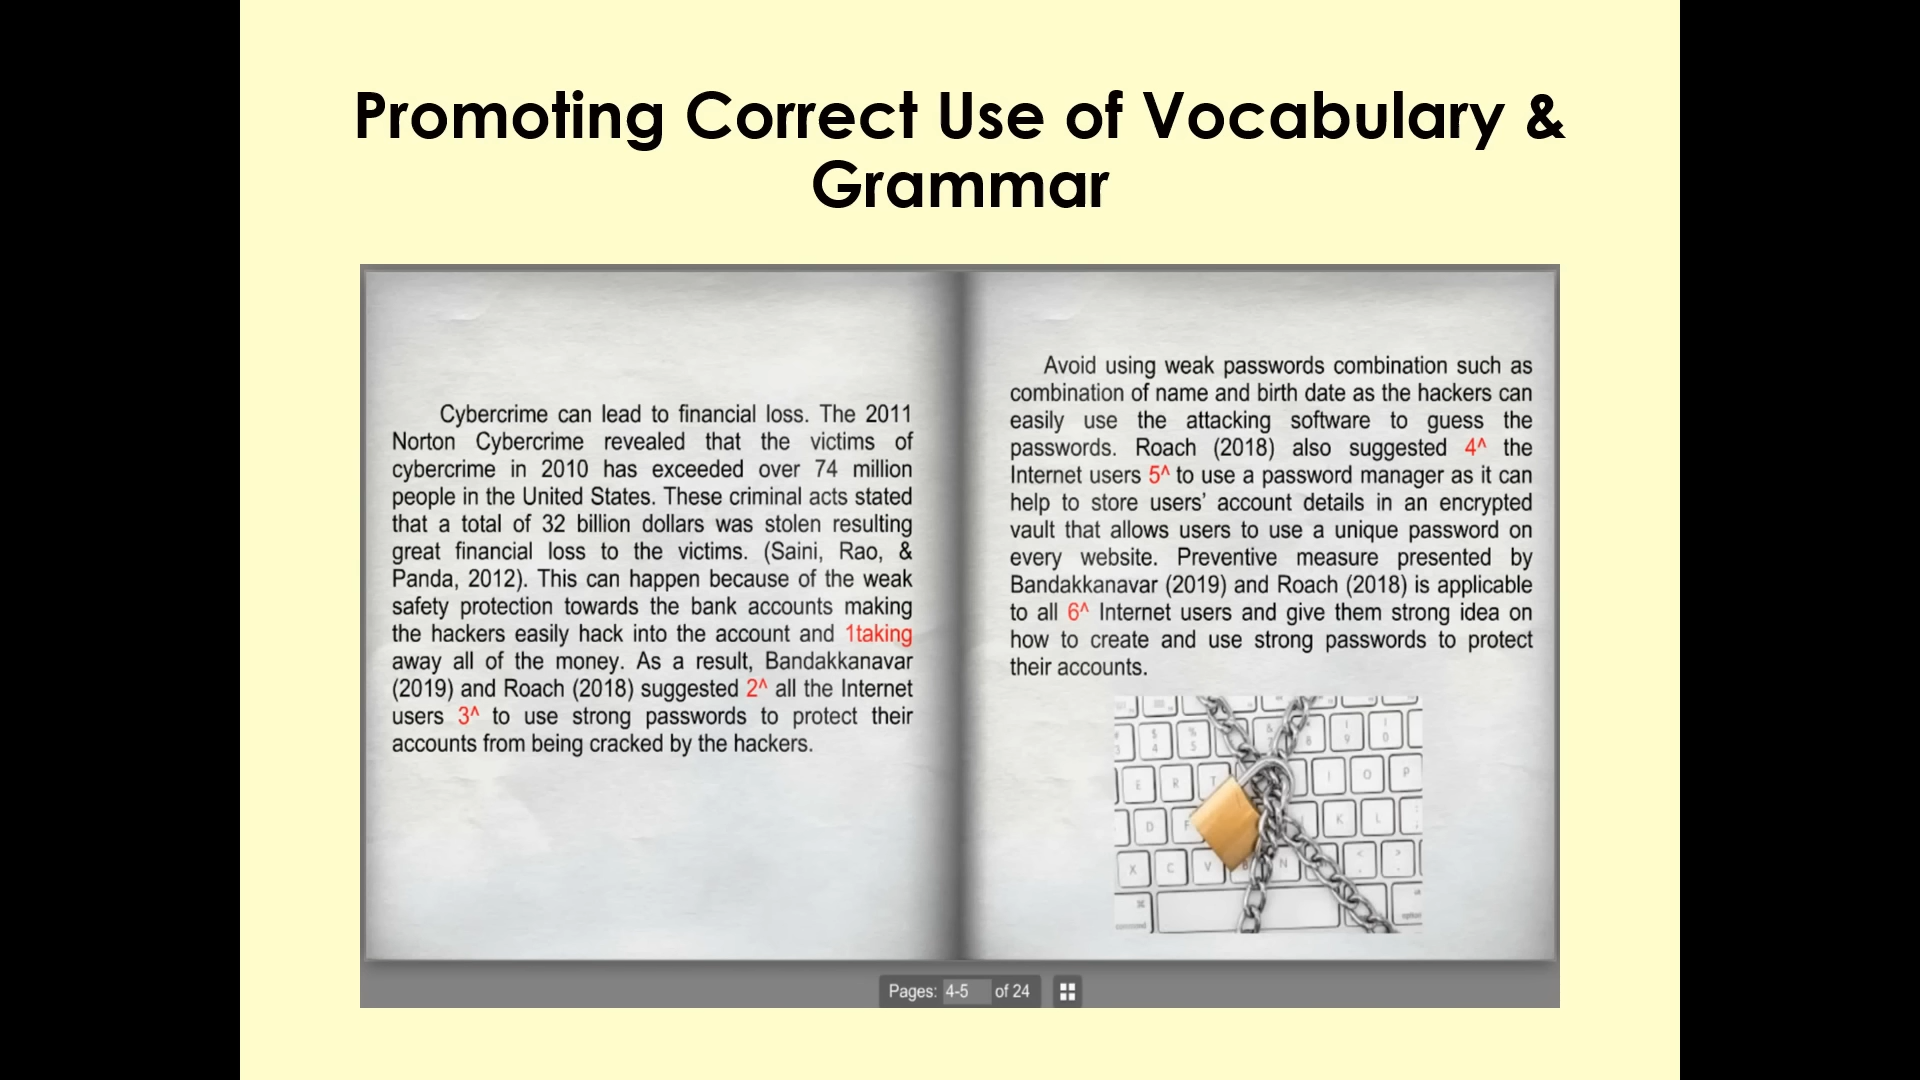 Promoting Correct Use of Vocabulary &
Grammar
Cybercrime can lead to financial loss. The 2011
Norton Cybercrime revealed that the victims of
cybercrime in 2010 has exceeded over 74 million
people in the United States. These criminal acts stated
that a total of 32 billion dollars was stolen resulting
great financial loss to the victims. (Saini, Rao, &
Panda, 2012). This can happen because of the weak
safety protection towards the bank accounts making
the hackers easily hack into the account and 1taking
away all of the money. As a result, Bandakkanavar
(2019) and Roach (2018) suggested 2^ all the Internet
users 3^ to use strong passwords to protect their
accounts from being cracked by the hackers.
Avoid using weak passwords combination such as
combination of name and birth date as the hackers can
easily use the attacking software to guess the
passwords. Roach (2018) also suggested 4^ the
Internet users 5^ to use a password manager as it can
help to store users’ account details in an encrypted
vault that allows users to use a unique password on
every website. Preventive measure presented by
Bandakkanavar (2019) and Roach (2018) is applicable
to all 6^ Internet users and give them strong idea on
how to create and use strong passwords to protect
their accounts.
$ % & 
4 5 8 9 0
E R T I O P
D F K L
X C V B N
command option
Pages: 4-5 of 24